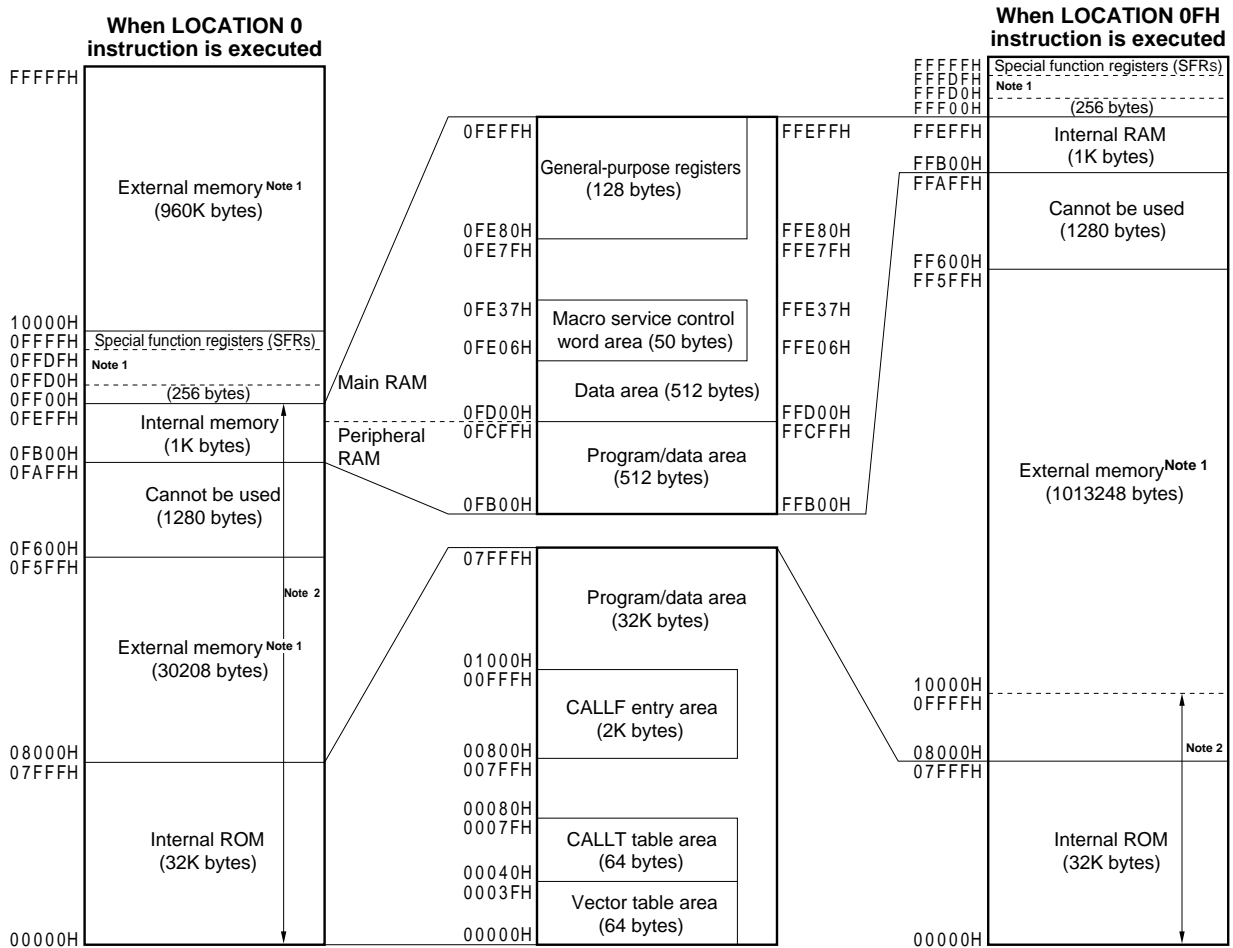 When LOCATION 0
instruction is executed
FFFFFH
External memory Note 1
(960K bytes)
10000H
0FFFFH
Special function registers (SFRs)
0FFDFH
Note 1
0FFD0H
(256 bytes)
0FF00H
0FEFFH
Internal memory
(1K bytes)
0FB00H
0FAFFH
Cannot be used
(1280 bytes)
0F600H
0F5FFH
Note 2
External memory Note 1
(30208 bytes)
08000H
07FFFH
Internal ROM
(32K bytes)
00000H
Main RAM
Peripheral
RAM
0FEFFH
FFEFFH
General-purpose registers
(128 bytes)
0FE80H
FFE80H
0FE7FH
FFE7FH
0FE37H
FFE37H
Macro service control
word area (50 bytes)
0FE06H
FFE06H
Data area (512 bytes)
0FD00H
FFD00H
0FCFFH
FFCFFH
Program/data area
(512 bytes)
0FB00H
FFB00H
07FFFH
Program/data area
(32K bytes)
01000H
00FFFH
CALLF entry area
(2K bytes)
00800H
007FFH
00080H
0007FH
CALLT table area
(64 bytes)
00040H
0003FH
Vector table area
(64 bytes)
00000H
When LOCATION 0FH
instruction is executed
FFFFFH
Special function registers (SFRs)
FFFDFH
Note 1
FFFD0H
FFF00H
(256 bytes)
FFEFFH
Internal RAM
(1K bytes)
FFB00H
FFAFFH
Cannot be used
(1280 bytes)
FF600H
FF5FFH
External memory Note 1
(1013248 bytes)
10000H
0FFFFH
Note 2
08000H
07FFFH
Internal ROM
(32K bytes)
00000H